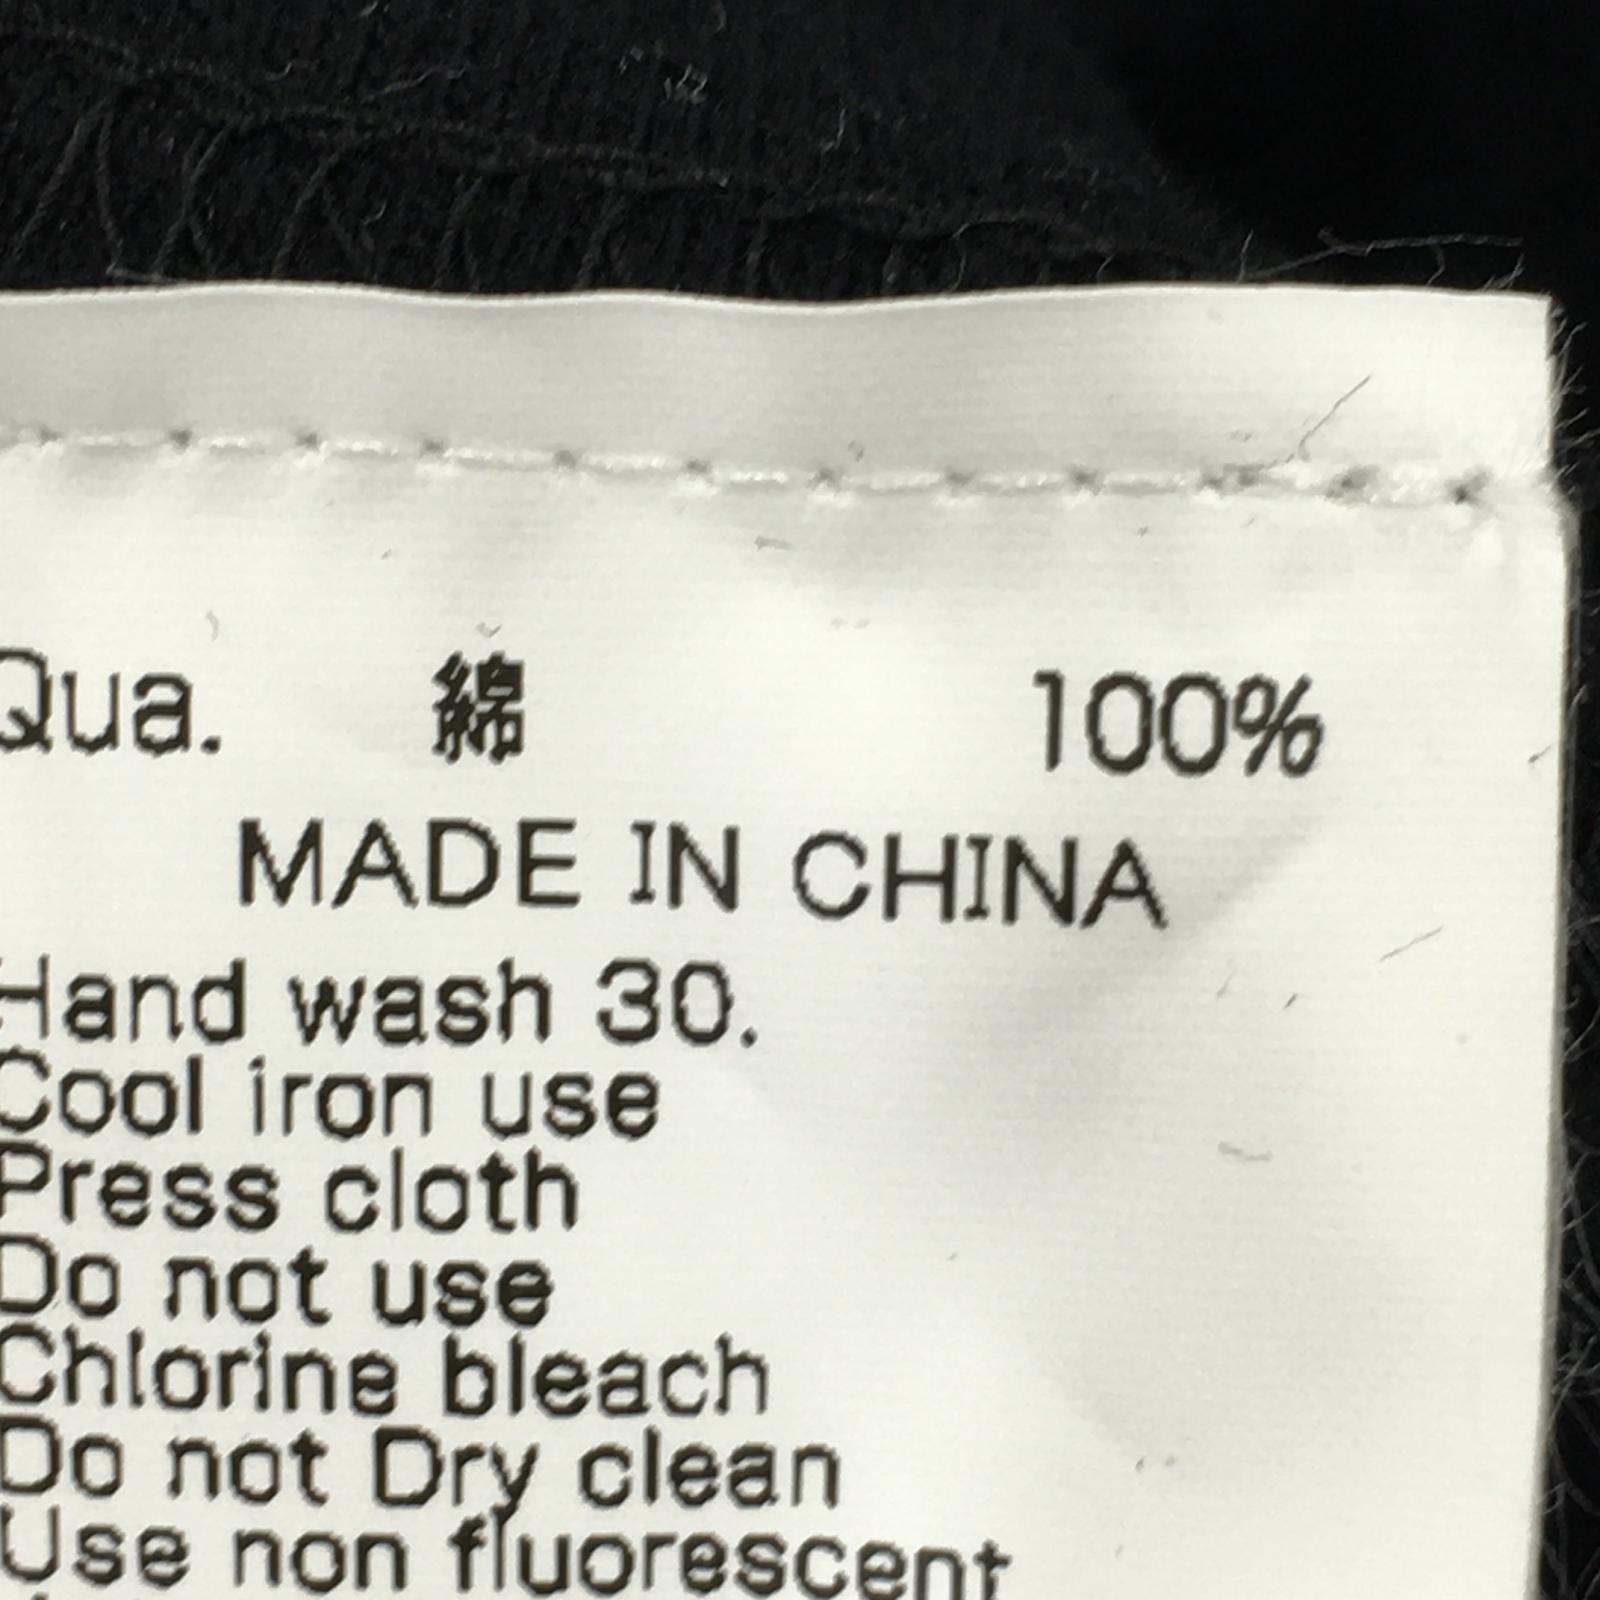 Qua. 綿 100%
MADE IN CHINA
Hand wash 30.
Cool iron use
Press cloth
Do not use
Chlorine bleach
Do not Dry clean
Use non fluorescent